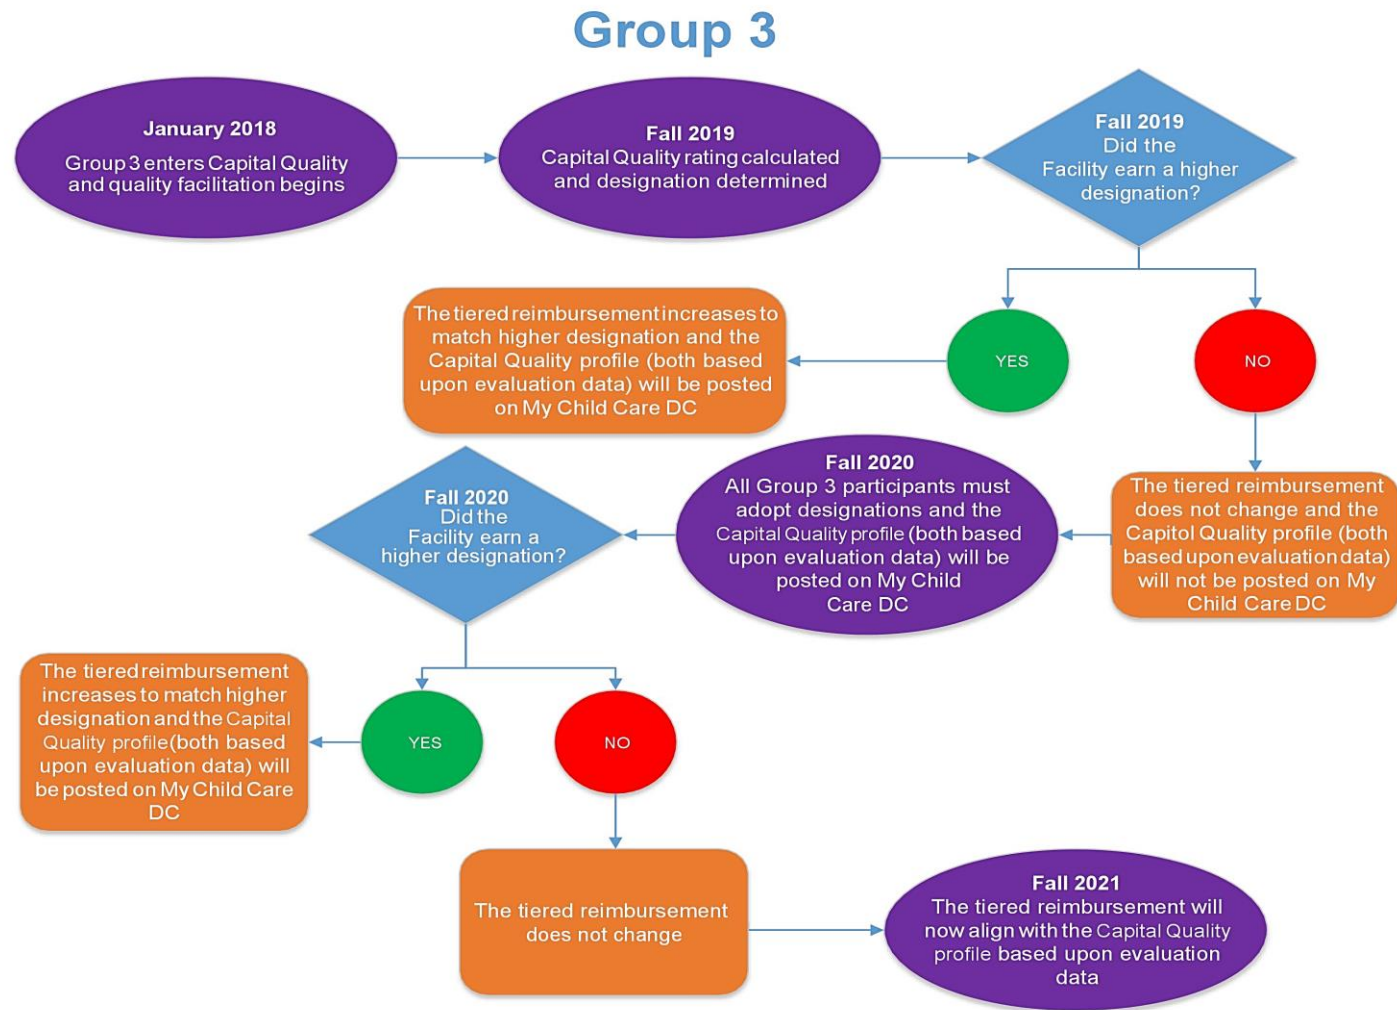 Group 3
January 2018
Group 3 enters Capital Quality
and quality facilitation begins
Fall 2019
Capital Quality rating calculated
and designation determined
Fall 2019
Did the
Facility earn a higher
designation?
The tiered reimbursement increases to
match higher designation and the
Capital Quality profile (both based
upon evaluation data) will be posted
on My Child Care DC
YES
NO
Fall 2020
Did the
Facility earn a
higher designation?
Fall 2020
All Group 3 participants must
adopt designations and the
Capital Quality profile (both based
upon evaluation data) will be
posted on My Child
Care DC
The tiered reimbursement
does not change and the
Capitol Quality profile (both
based upon evaluation data)
will not be posted on My
Child Care DC
The tiered reimbursement
increases to match higher
designation and the Capital
Quality profile (both based
upon evaluation data) will
be posted on My Child Care
DC
YES
NO
The tiered reimbursement
does not change
Fall 2021
The tiered reimbursement will
now align with the Capital Quality
profile based upon evaluation
data